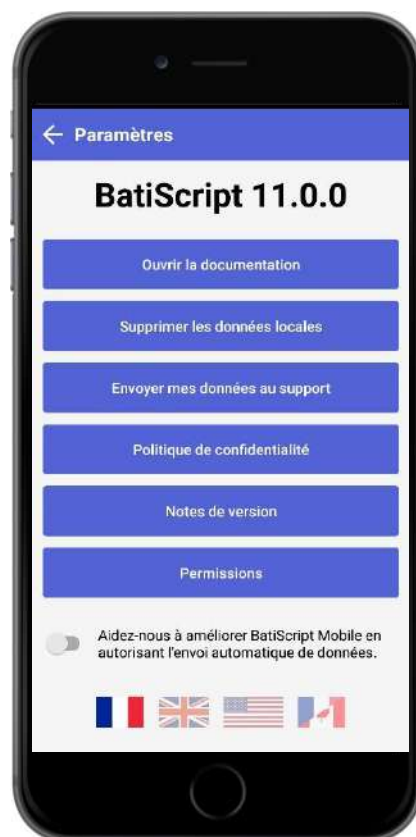 Paramètres
BatiScript 11.0.0
Ouvrir la documentation
Supprimer les données locales
Envoyer mes données au support
Politique de confidentialité
Notes de version
Permissions
Aidez-nous à améliorer BatiScript Mobile en
autorisant l'envoi automatique de données.